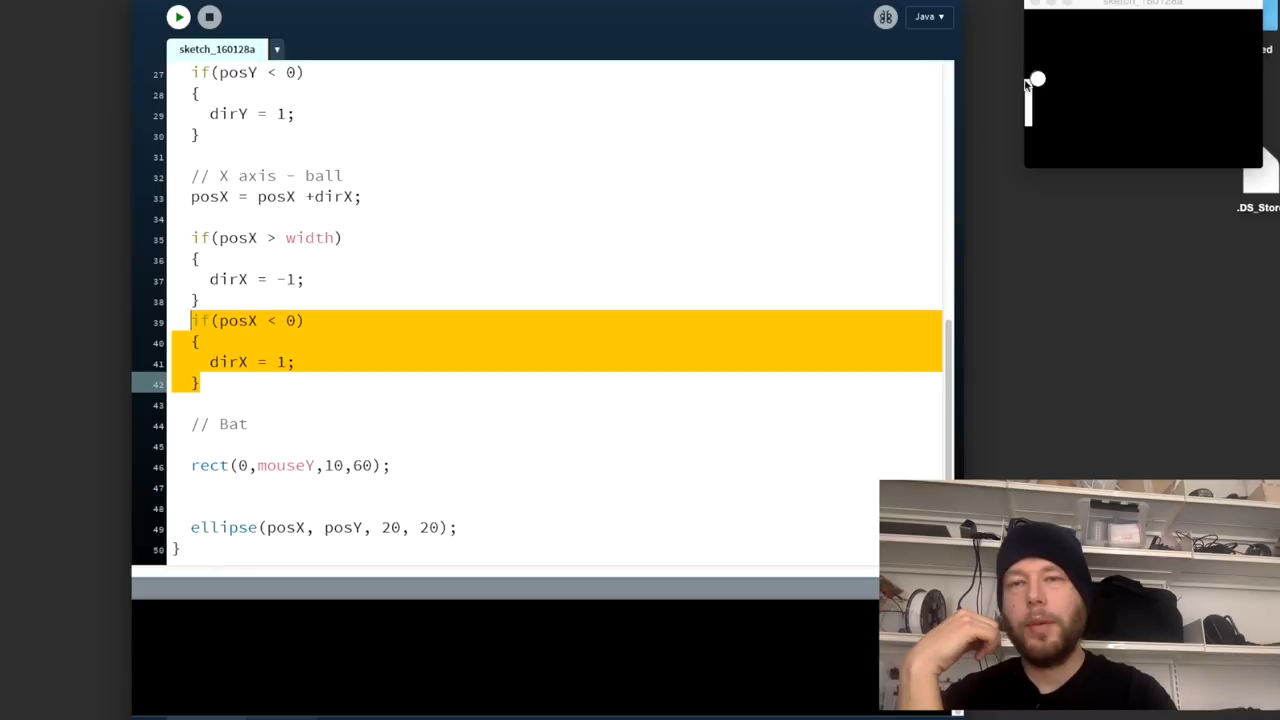 Java ▾
sketch_160128a
sketch_160128a
27 if(posY < 0)
28 {
29 dirY = 1;
30 }
31
32 // X axis - ball
33 posX = posX +dirX;
34
35 if(posX > width)
36 {
37 dirX = -1;
38 }
39 if(posX < 0)
40 {
41 dirX = 1;
42 }
43
44 // Bat
45
46 rect(0,mouseY,10,60);
47
48
49 ellipse(posX, posY, 20, 20);
50 }
ed
.DS_Stor